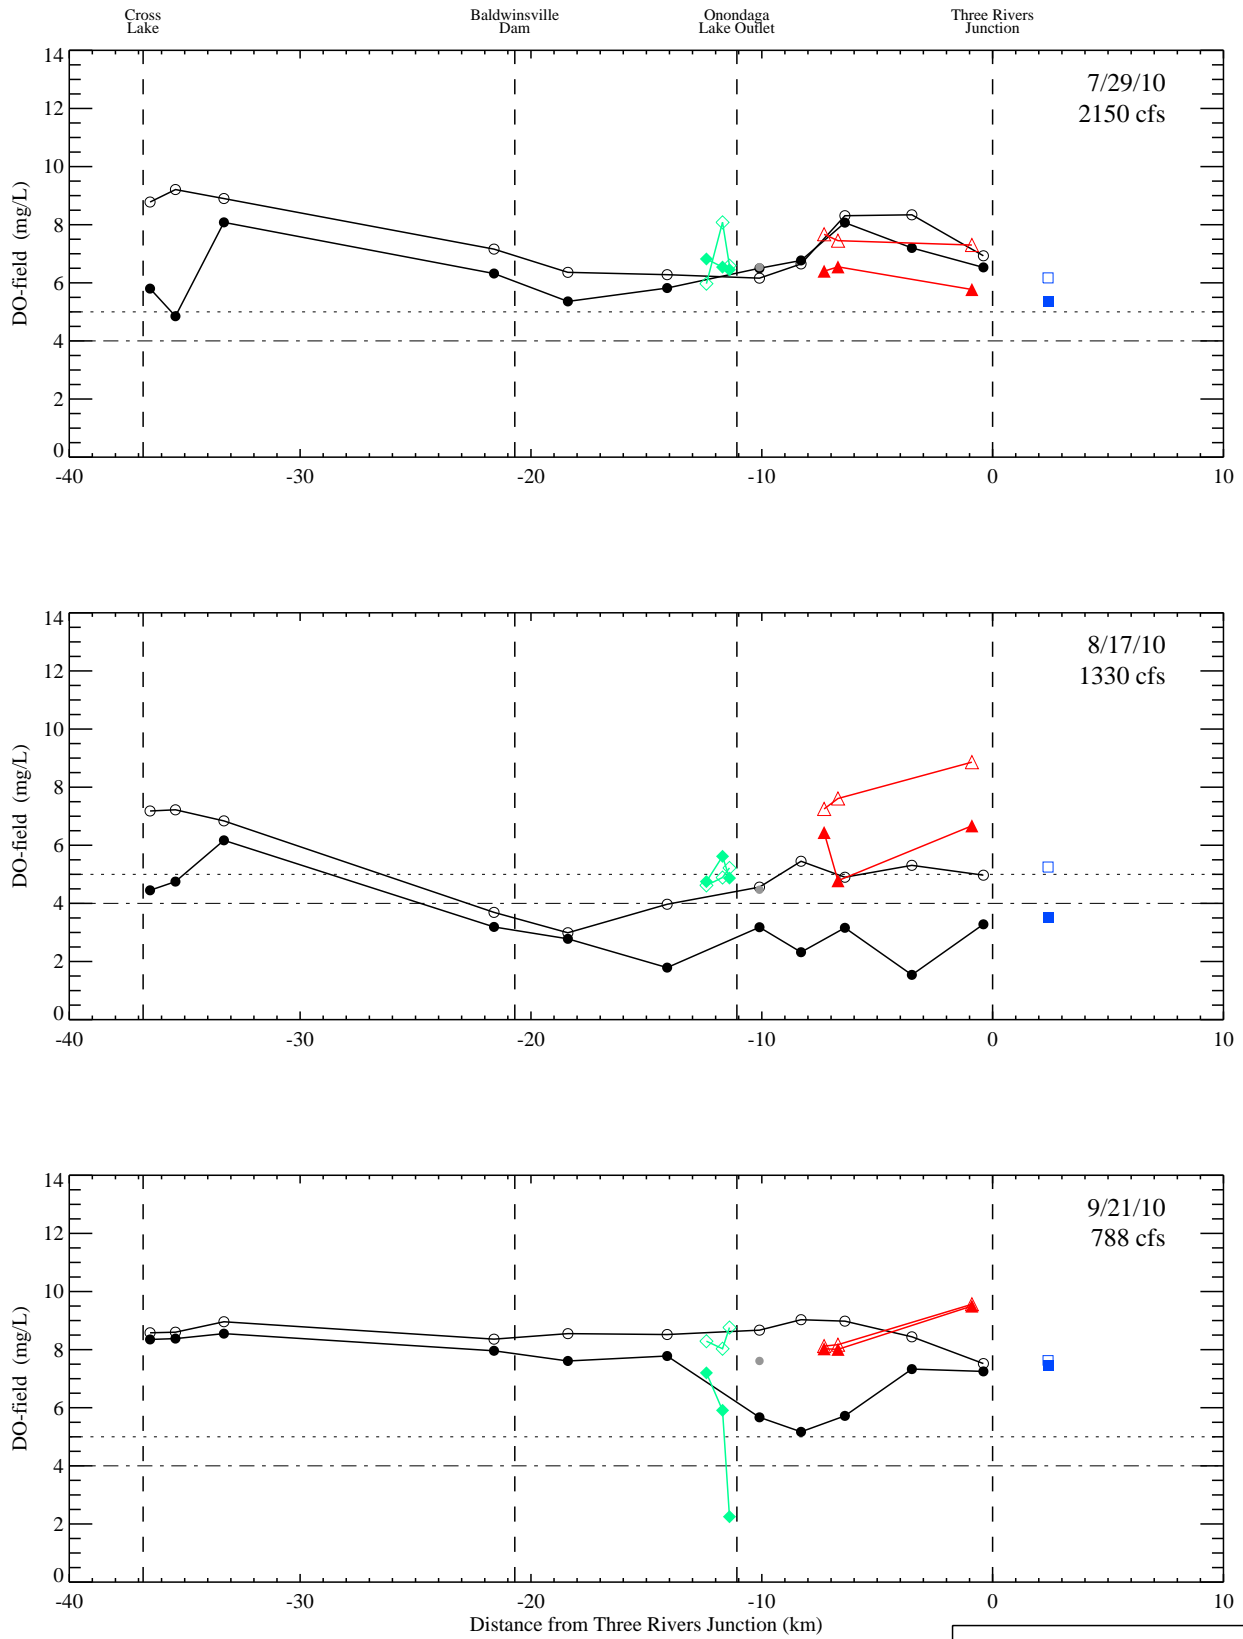 Cross
Lake
Baldwinsville
Dam
Onondaga
Lake Outlet
Three Rivers
Junction
7/29/10
2150 cfs
DO-field (mg/L)
14
12
10
8
6
4
2
0
-40 -30 -20 -10 0 10
8/17/10
1330 cfs
DO-field (mg/L)
14
12
10
8
6
4
2
0
-40 -30 -20 -10 0 10
9/21/10
788 cfs
DO-field (mg/L)
14
12
10
8
6
4
2
0
-40 -30 -20 -10 0 10
Distance from Three Rivers Junction (km)